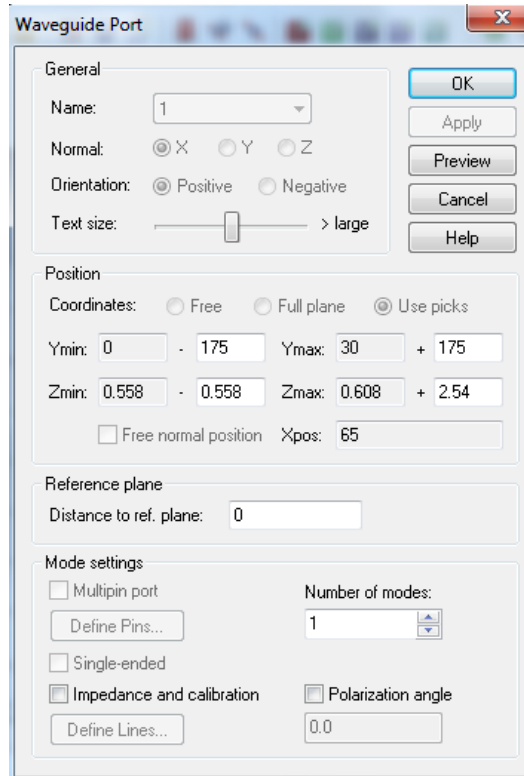 Waveguide Port
x
General
OK
Name: 1
Apply
Normal: X Y Z
Preview
Orientation: Positive Negative
Cancel
Text size: > large
Help
Position
Coordinates: Free Full plane Use picks
Ymin: 0 - 175 Ymax: 30 + 175
Zmin: 0.558 - 0.558 Zmax: 0.608 + 2.54
Free normal position Xpos: 65
Reference plane
Distance to ref. plane: 0
Mode settings
Multipin port Number of modes:
Define Pins... 1
Single-ended
Impedance and calibration Polarization angle
Define Lines... 0.0